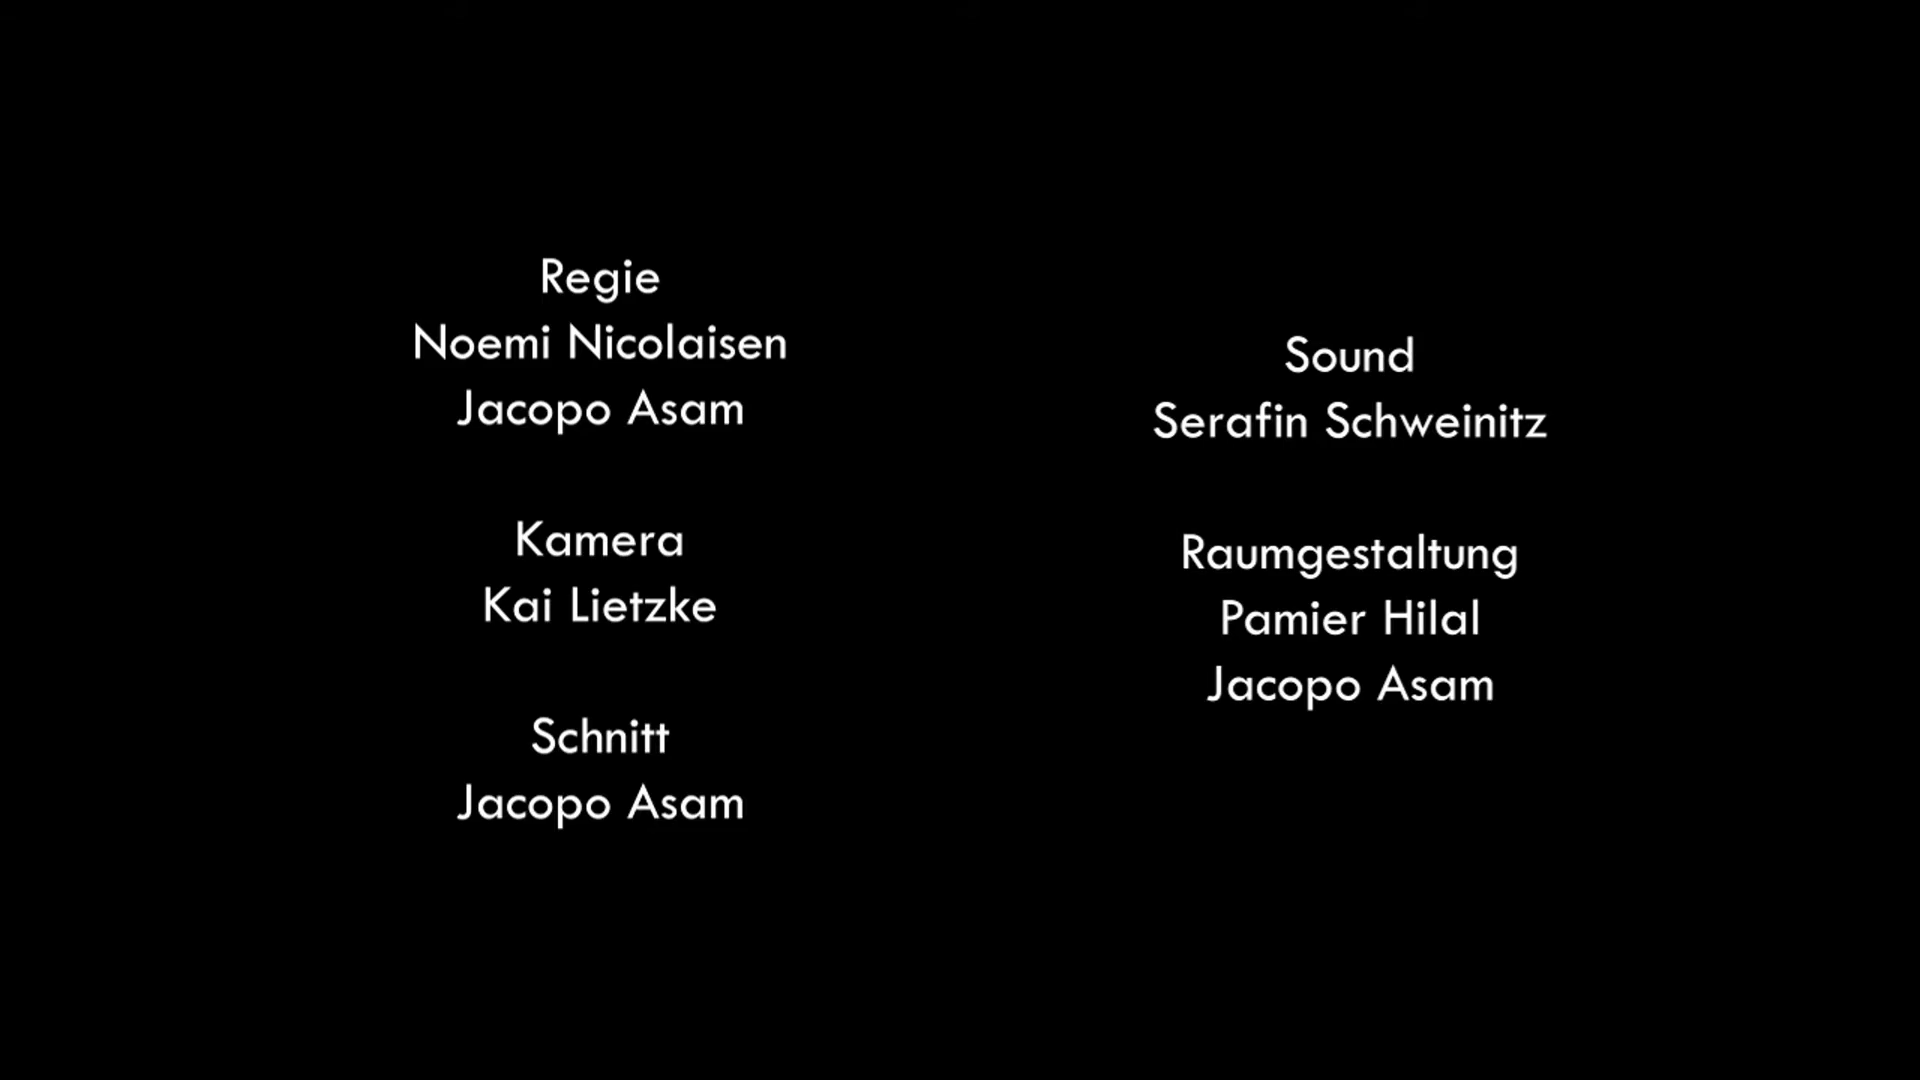 Regie
Noemi Nicolaisen
Jacopo Asam
Kamera
Kai Lietzke
Schnitt
Jacopo Asam
Sound
Serafin Schweinitz
Raumgestaltung
Pamier Hilal
Jacopo Asam